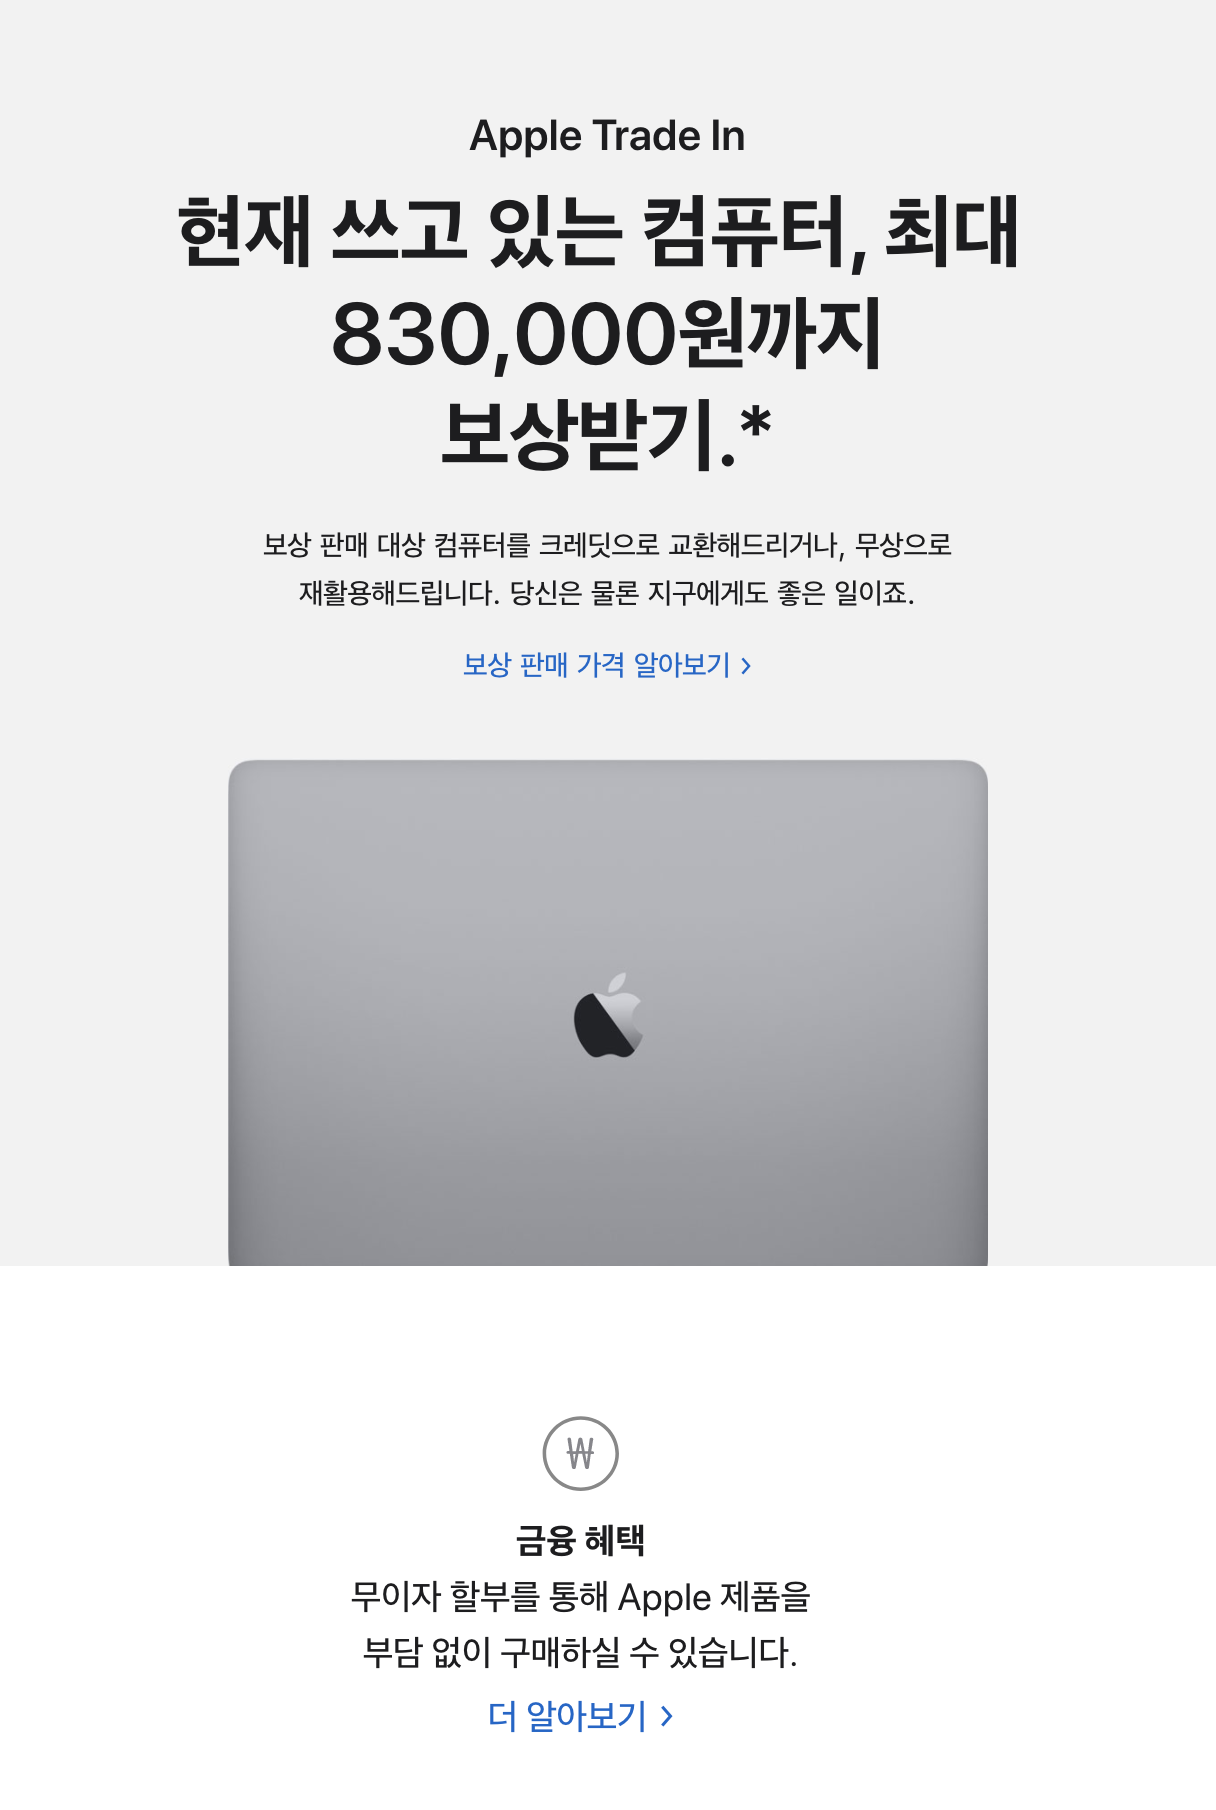 Apple Trade In
현재 쓰고 있는 컴퓨터, 최대
830,000원까지
보상받기.*
보상 판매 대상 컴퓨터를 크레딧으로 교환해드리거나, 무상으로
재활용해드립니다. 당신은 물론 지구에게도 좋은 일이죠.
보상 판매 가격 알아보기 >
₩
금융 혜택
무이자 할부를 통해 Apple 제품을
부담 없이 구매하실 수 있습니다.
더 알아보기 >